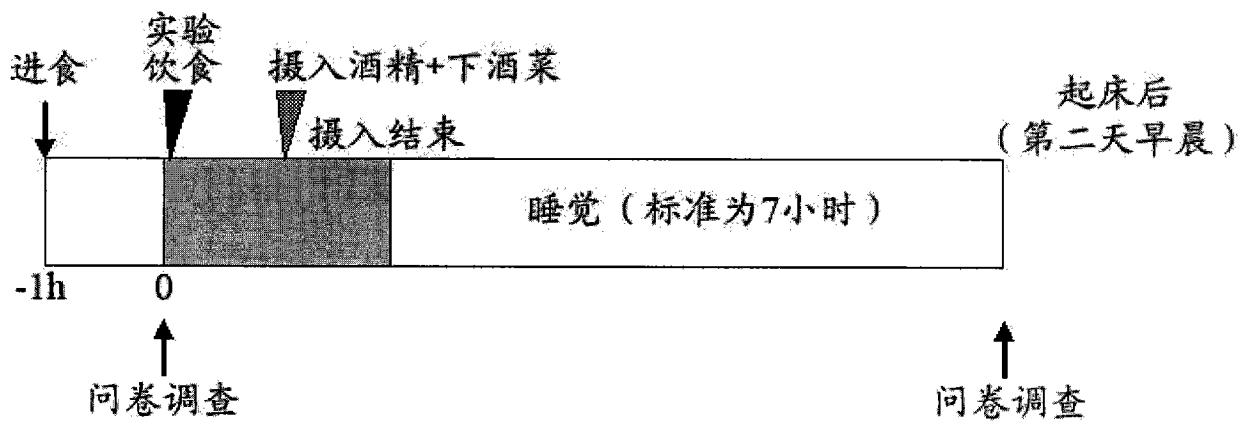 进食
实验
饮食
摄入酒精+下酒菜
摄入结束
起床后
（第二天早晨）
睡觉（标准为7小时）
-1h
0
问卷调查
问卷调查